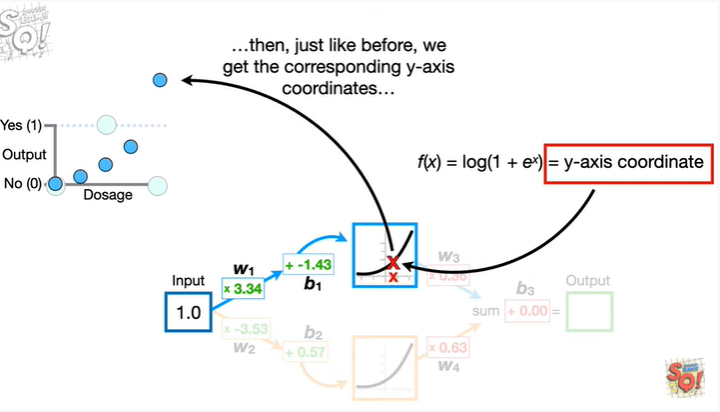 SQ!
…then, just like before, we
get the corresponding y-axis
coordinates…
Yes (1)
Output
No (0)
Dosage
f(x) = log(1 + eˣ) = y-axis coordinate
Input
1.0
w₁
x 3.34
+ -1.43
b₁
x -3.53
w₂
b₂
+ 0.57
w₃
x
x
x 0.63
w₄
b₃
sum + 0.00 =
Output
SQ!